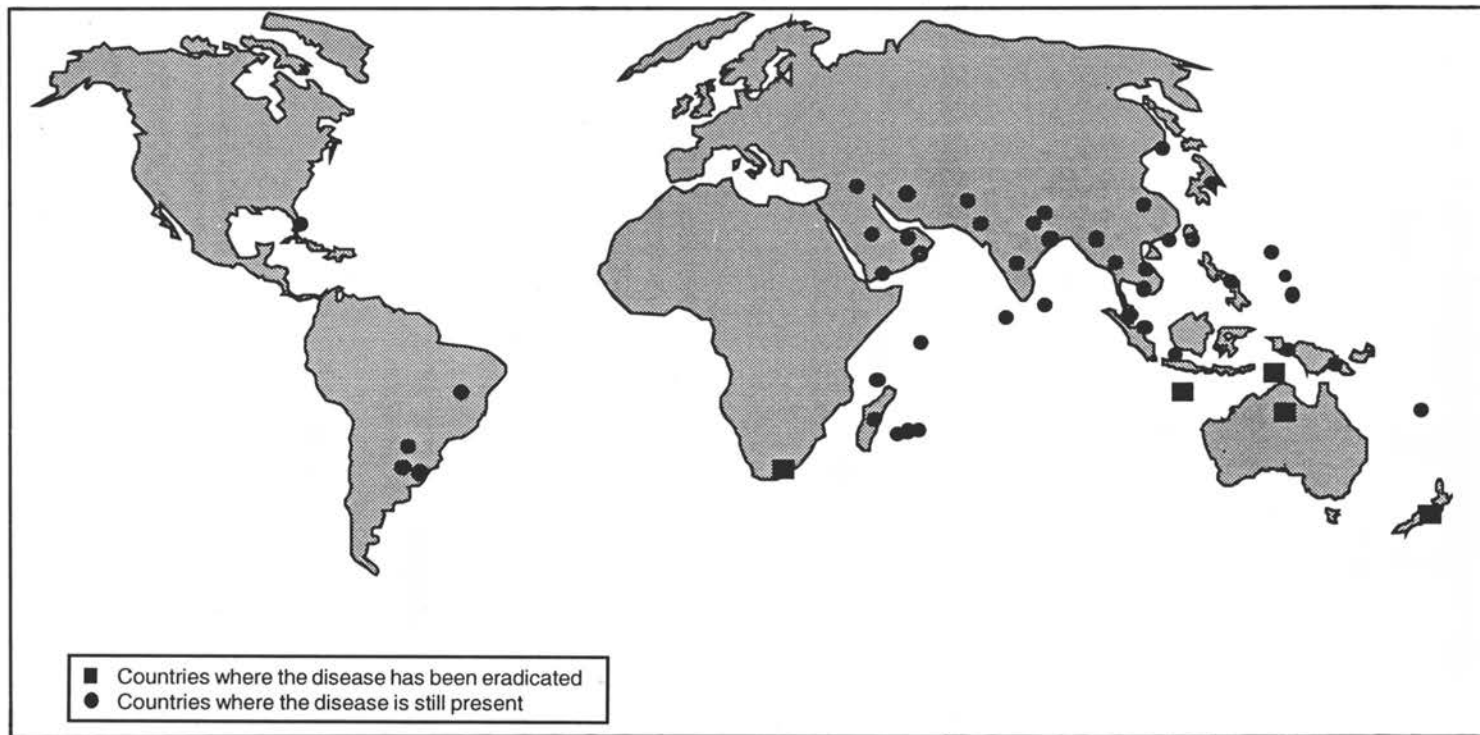 Countries where the disease has been eradicated
Countries where the disease is still present